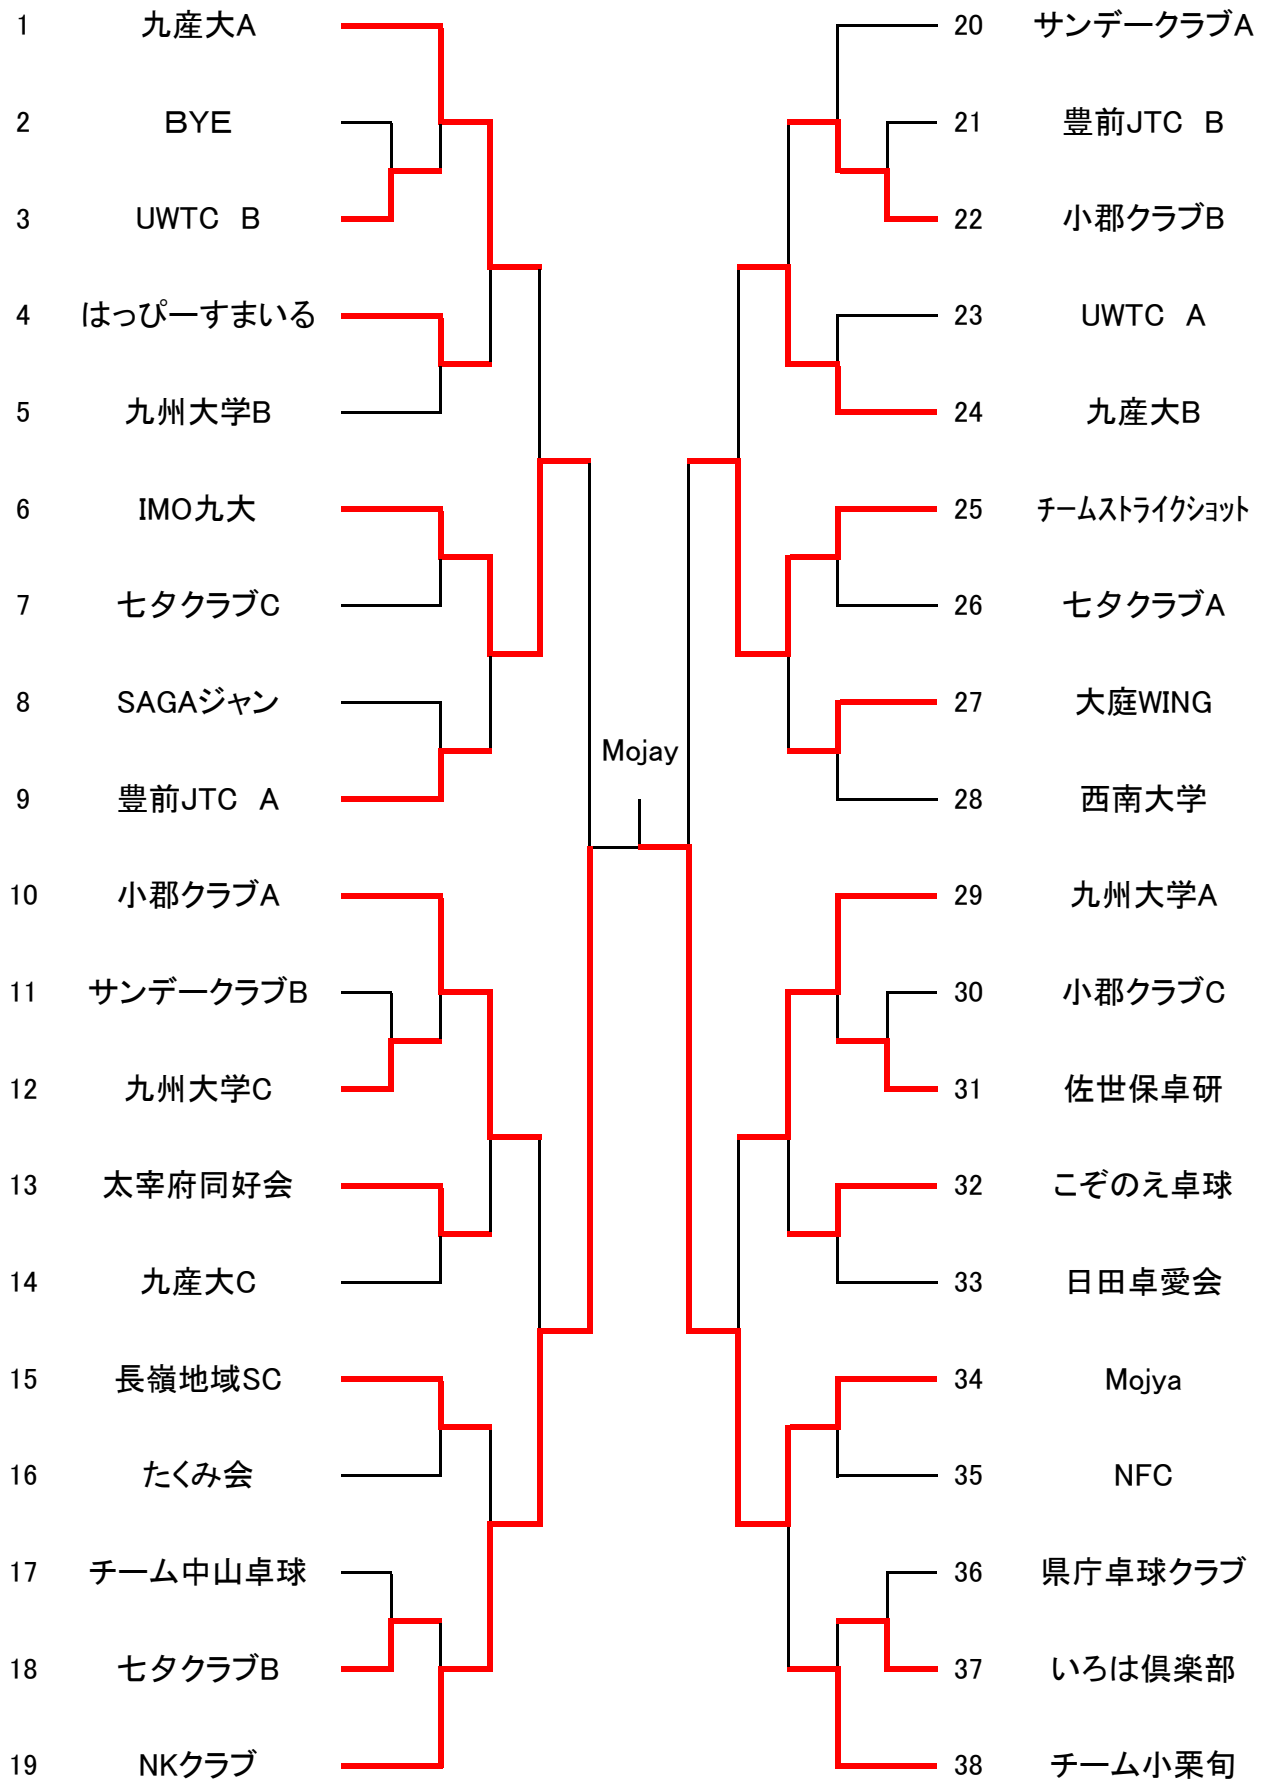 1 九産大A
2 BYE
3 UWTC B
4 はっぴーすまいる
5 九州大学B
6 IMO九大
7 七夕クラブC
8 SAGAジャン
9 豊前JTC A
10 小郡クラブA
11 サンデークラブB
12 九州大学C
13 太宰府同好会
14 九産大C
15 長嶺地域SC
16 たくみ会
17 チーム中山卓球
18 七夕クラブB
19 NKクラブ
Mojay
20 サンデークラブA
21 豊前JTC B
22 小郡クラブB
23 UWTC A
24 九産大B
25 チームストライクショット
26 七夕クラブA
27 大庭WING
28 西南大学
29 九州大学A
30 小郡クラブC
31 佐世保卓研
32 こぞのえ卓球
33 日田卓愛会
34 Mojya
35 NFC
36 県庁卓球クラブ
37 いろは倶楽部
38 チーム小栗旬